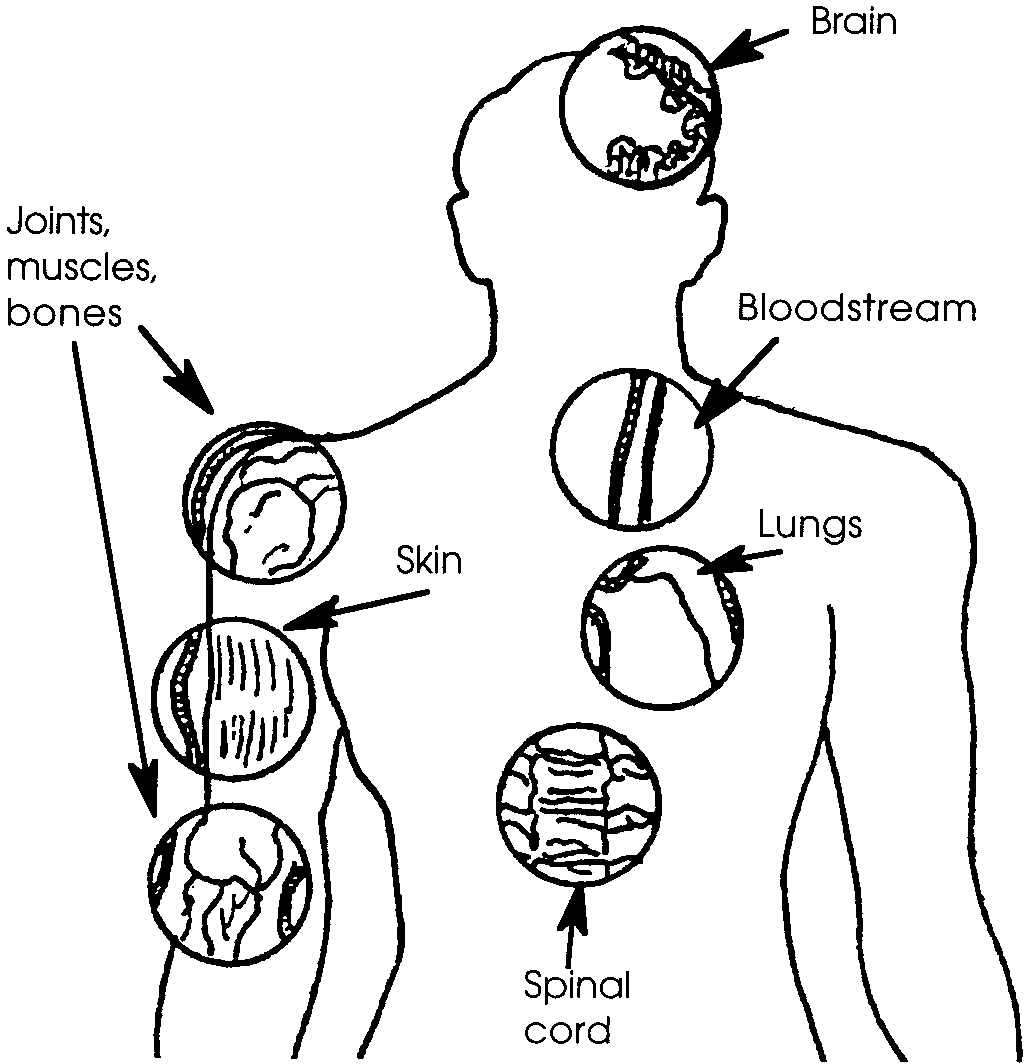 Brain
Joints,
muscles,
bones
Bloodstream
Lungs
Skin
Spinal
cord